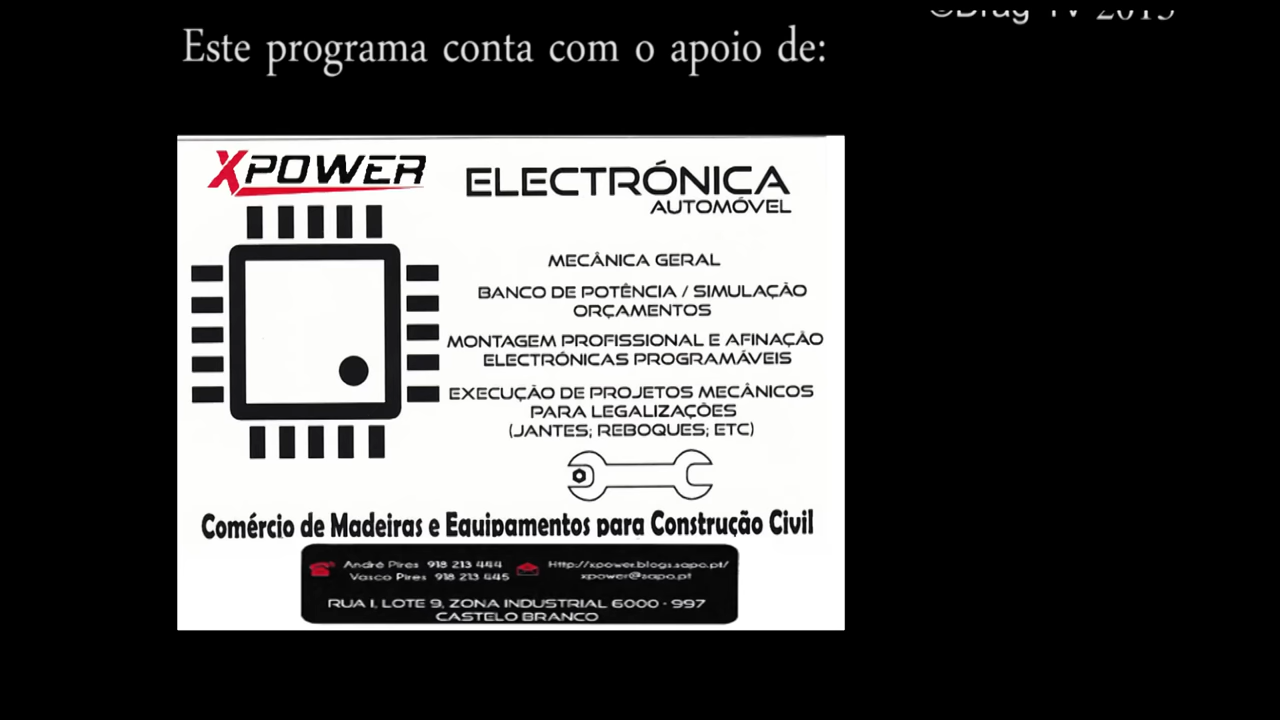 ©Drag TV 2015
Este programa conta com o apoio de:
XPOWER
ELECTRÓNICA
AUTOMÓVEL
MECÂNICA GERAL
BANCO DE POTÊNCIA / SIMULAÇÃO
ORÇAMENTOS
MONTAGEM PROFISSIONAL E AFINAÇÃO
ELECTRÓNICAS PROGRAMÁVEIS
EXECUÇÃO DE PROJETOS MECÂNICOS
PARA LEGALIZAÇÕES
(JANTES; REBOQUES; ETC)
Comércio de Madeiras e Equipamentos para Construção Civil
André Pires 918 213 444
Vasco Pires 918 213 445
Http://xpower.blogs.sapo.pt/
xpower@sapo.pt
RUA I, LOTE 9, ZONA INDUSTRIAL 6000 - 997
CASTELO BRANCO